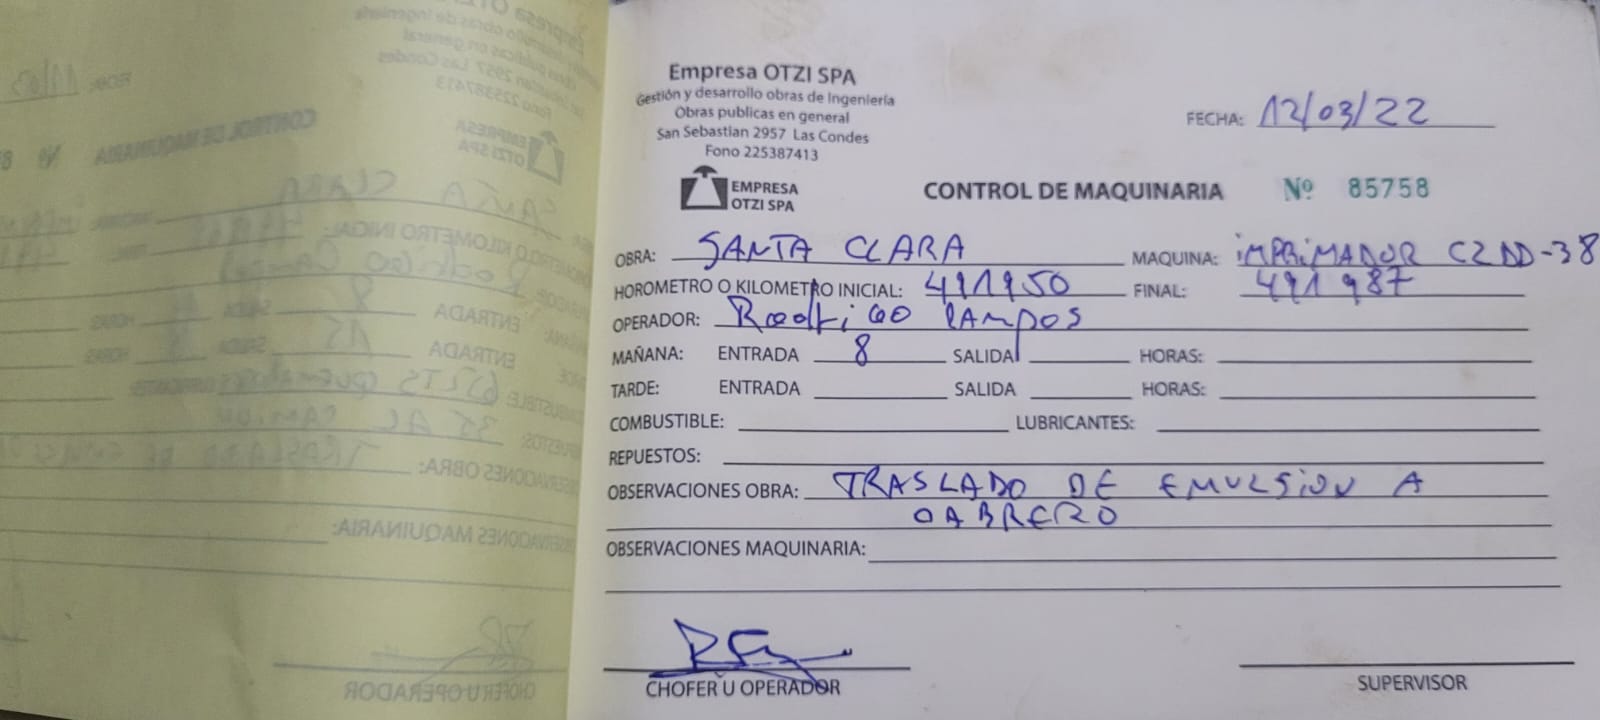 Empresa OTZI SPA
Gestión y desarrollo obras de Ingeniería
Obras publicas en general
San Sebastian 2957 Las Condes
Fono 225387413
FECHA: 12/03/22
EMPRESA
OTZI SPA
CONTROL DE MAQUINARIA Nº 85758
OBRA: SANTA CLARA MAQUINA: IMPRIMADOR CZDD-38
HOROMETRO O KILOMETRO INICIAL: 491950 FINAL: 491987
OPERADOR: Rodrigo CAMPOS
MAÑANA: ENTRADA 8 SALIDA HORAS:
TARDE: ENTRADA SALIDA HORAS:
COMBUSTIBLE: LUBRICANTES:
REPUESTOS:
OBSERVACIONES OBRA: TRASLADO DE EMULSION A
CABRERO
OBSERVACIONES MAQUINARIA:
CHOFER U OPERADOR
SUPERVISOR